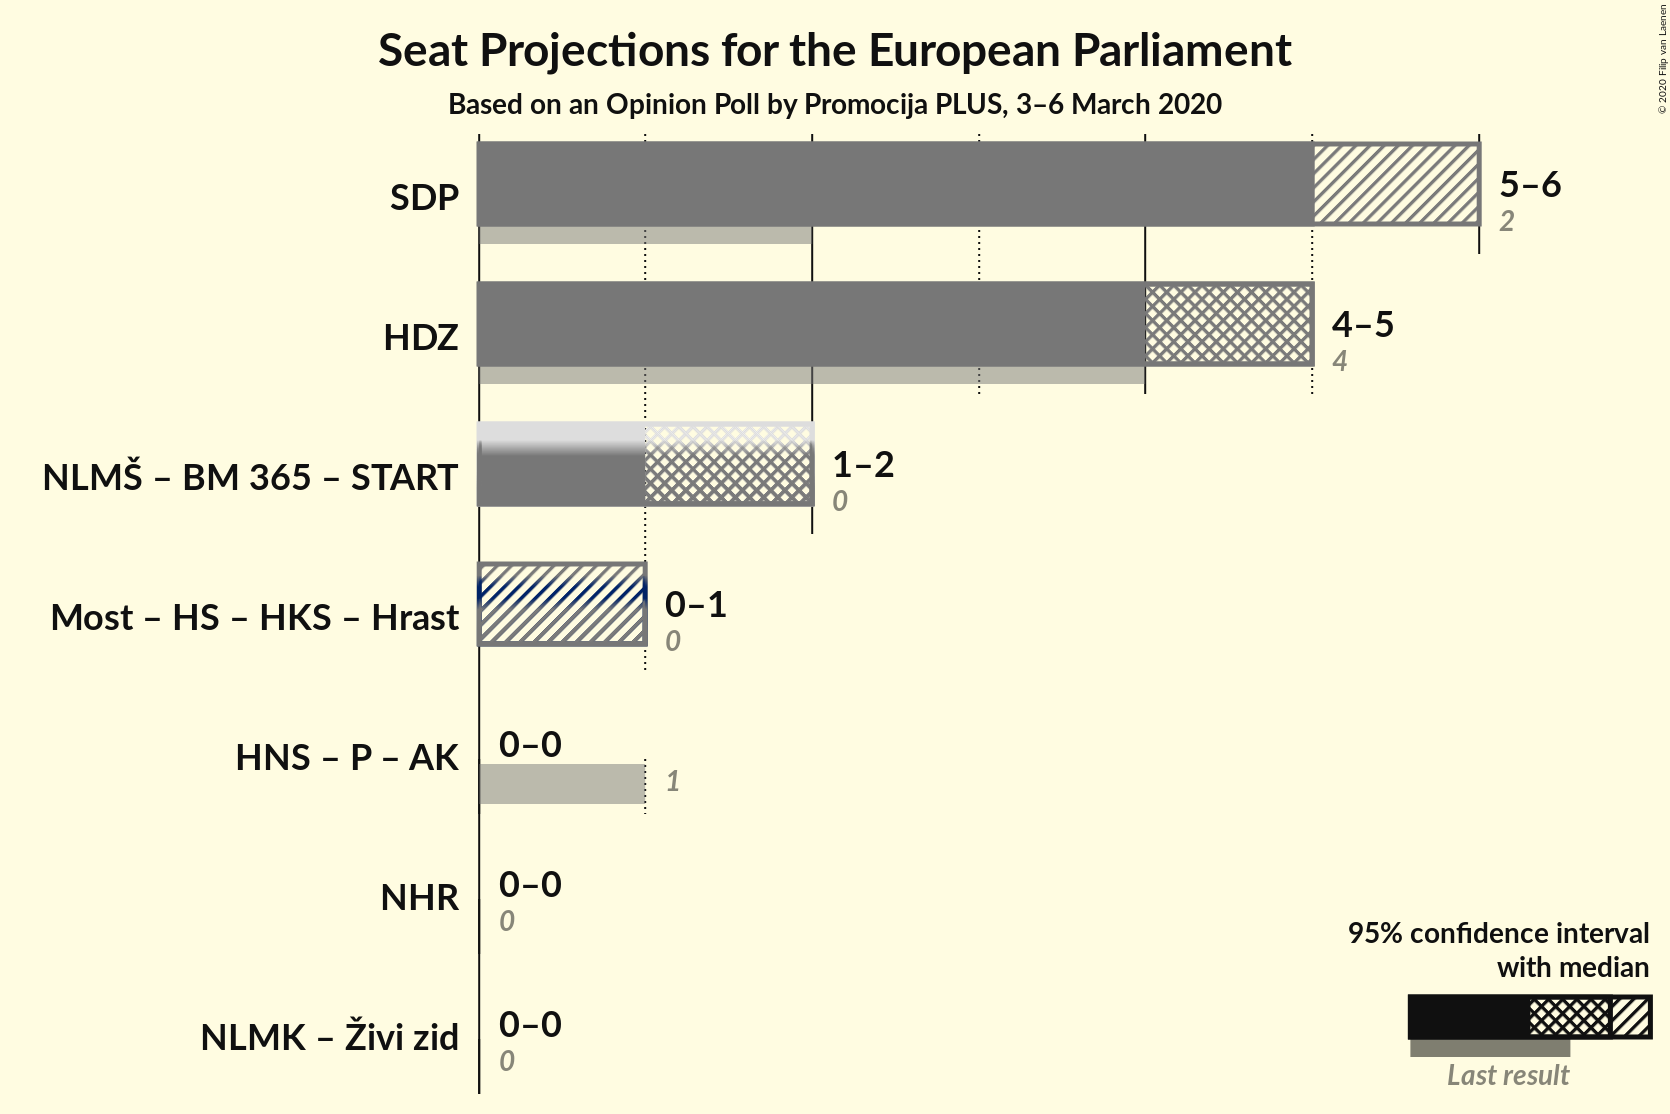 Seat Projections for the European Parliament
Based on an Opinion Poll by Promocija PLUS, 3–6 March 2020
© 2020 Filip van Laenen
SDP
5–6
2
HDZ
4–5
4
NLMŠ – BM 365 – START
1–2
0
Most – HS – HKS – Hrast
0–1
0
HNS – P – AK
0–0
1
NHR
0–0
0
NLMK – Živi zid
0–0
0
95% confidence interval
with median
Last result